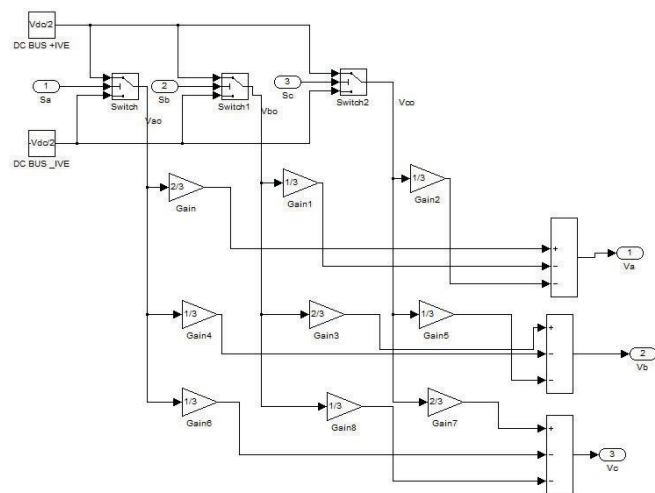 Vdc/2
DC BUS +IVE
1
Sa
Switch
Vao
2
Sb
Switch1
Vbo
3
Sc
Switch2
Vco
-Vdc/2
DC BUS _IVE
2/3
Gain
1/3
Gain1
1/3
Gain2
+
−
−
1
Va
1/3
Gain4
2/3
Gain3
1/3
Gain5
+
−
−
2
Vb
1/3
Gain6
1/3
Gain8
2/3
Gain7
+
−
−
3
Vc